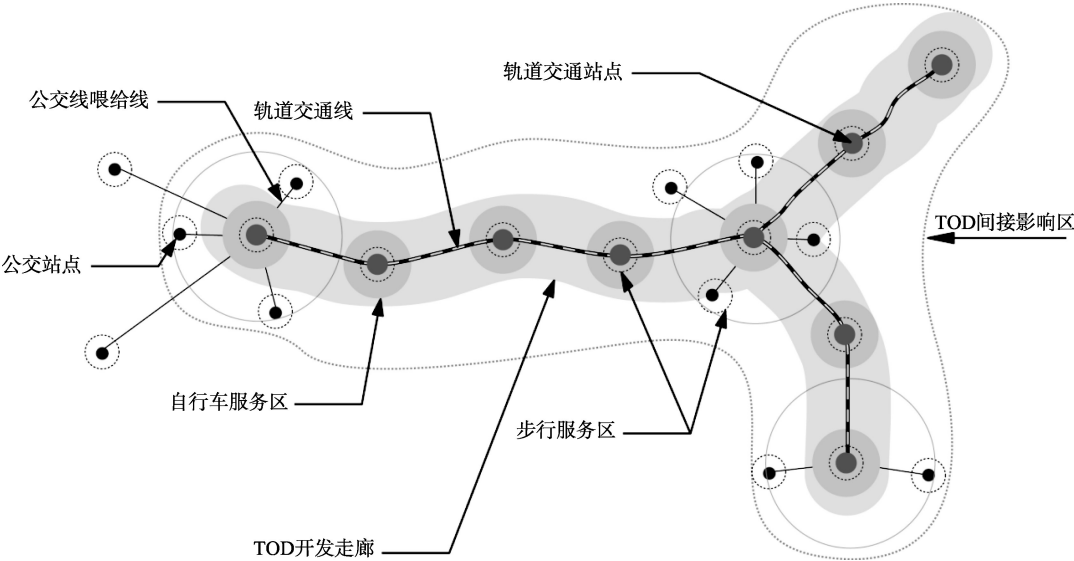 轨道交通站点
公交线喂给线
轨道交通线
TOD间接影响区
公交站点
自行车服务区
步行服务区
TOD开发走廊